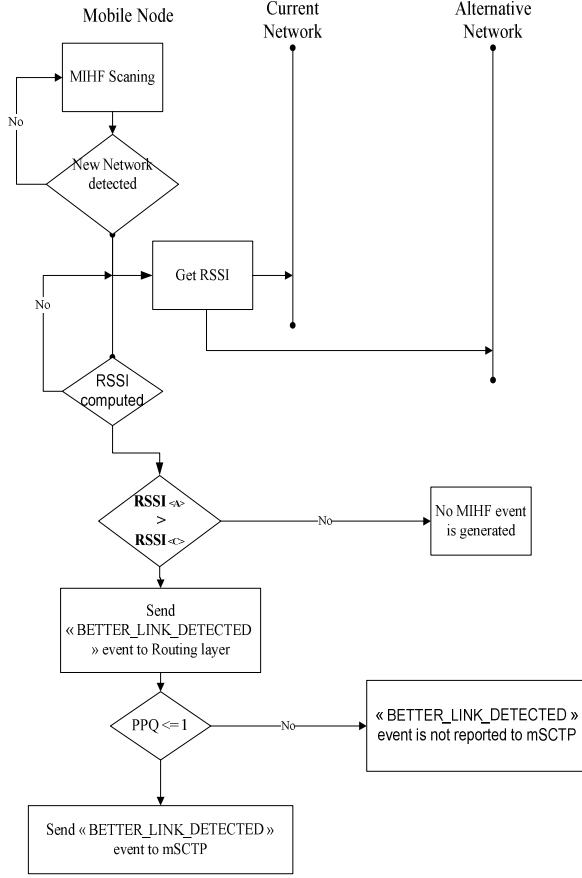 Mobile Node
Current
Network
Alternative
Network
MIHF Scaning
No
New Network
detected
Get RSSI
No
RSSI
computed
RSSI <A>
>
RSSI <C>
No
No MIHF event
is generated
Send
« BETTER_LINK_DETECTED
» event to Routing layer
PPQ <= 1
No
« BETTER_LINK_DETECTED »
event is not reported to mSCTP
Send « BETTER_LINK_DETECTED »
event to mSCTP